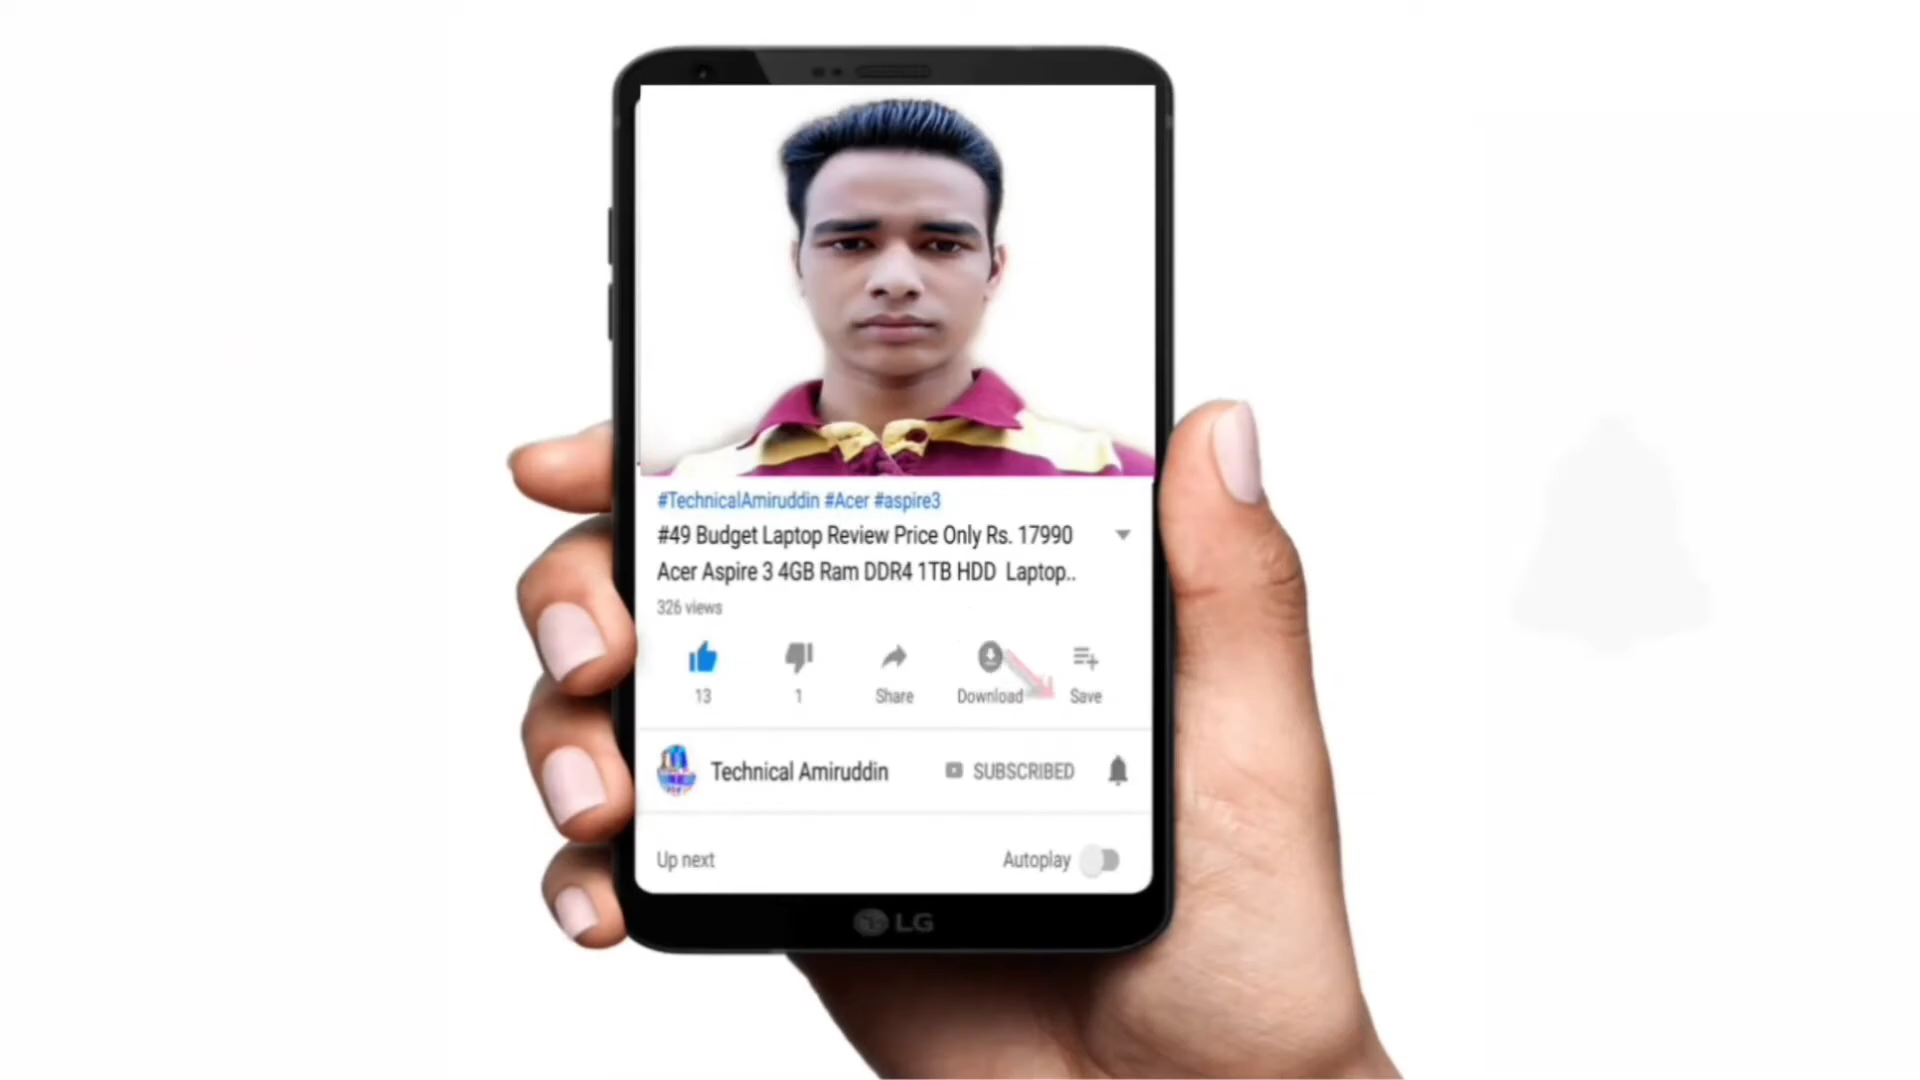 #TechnicalAmiruddin #Acer #aspire3
#49 Budget Laptop Review Price Only Rs. 17990
Acer Aspire 3 4GB Ram DDR4 1TB HDD Laptop..
326 views
13 1 Share Download Save
Technical Amiruddin SUBSCRIBED
Up next Autoplay
LG